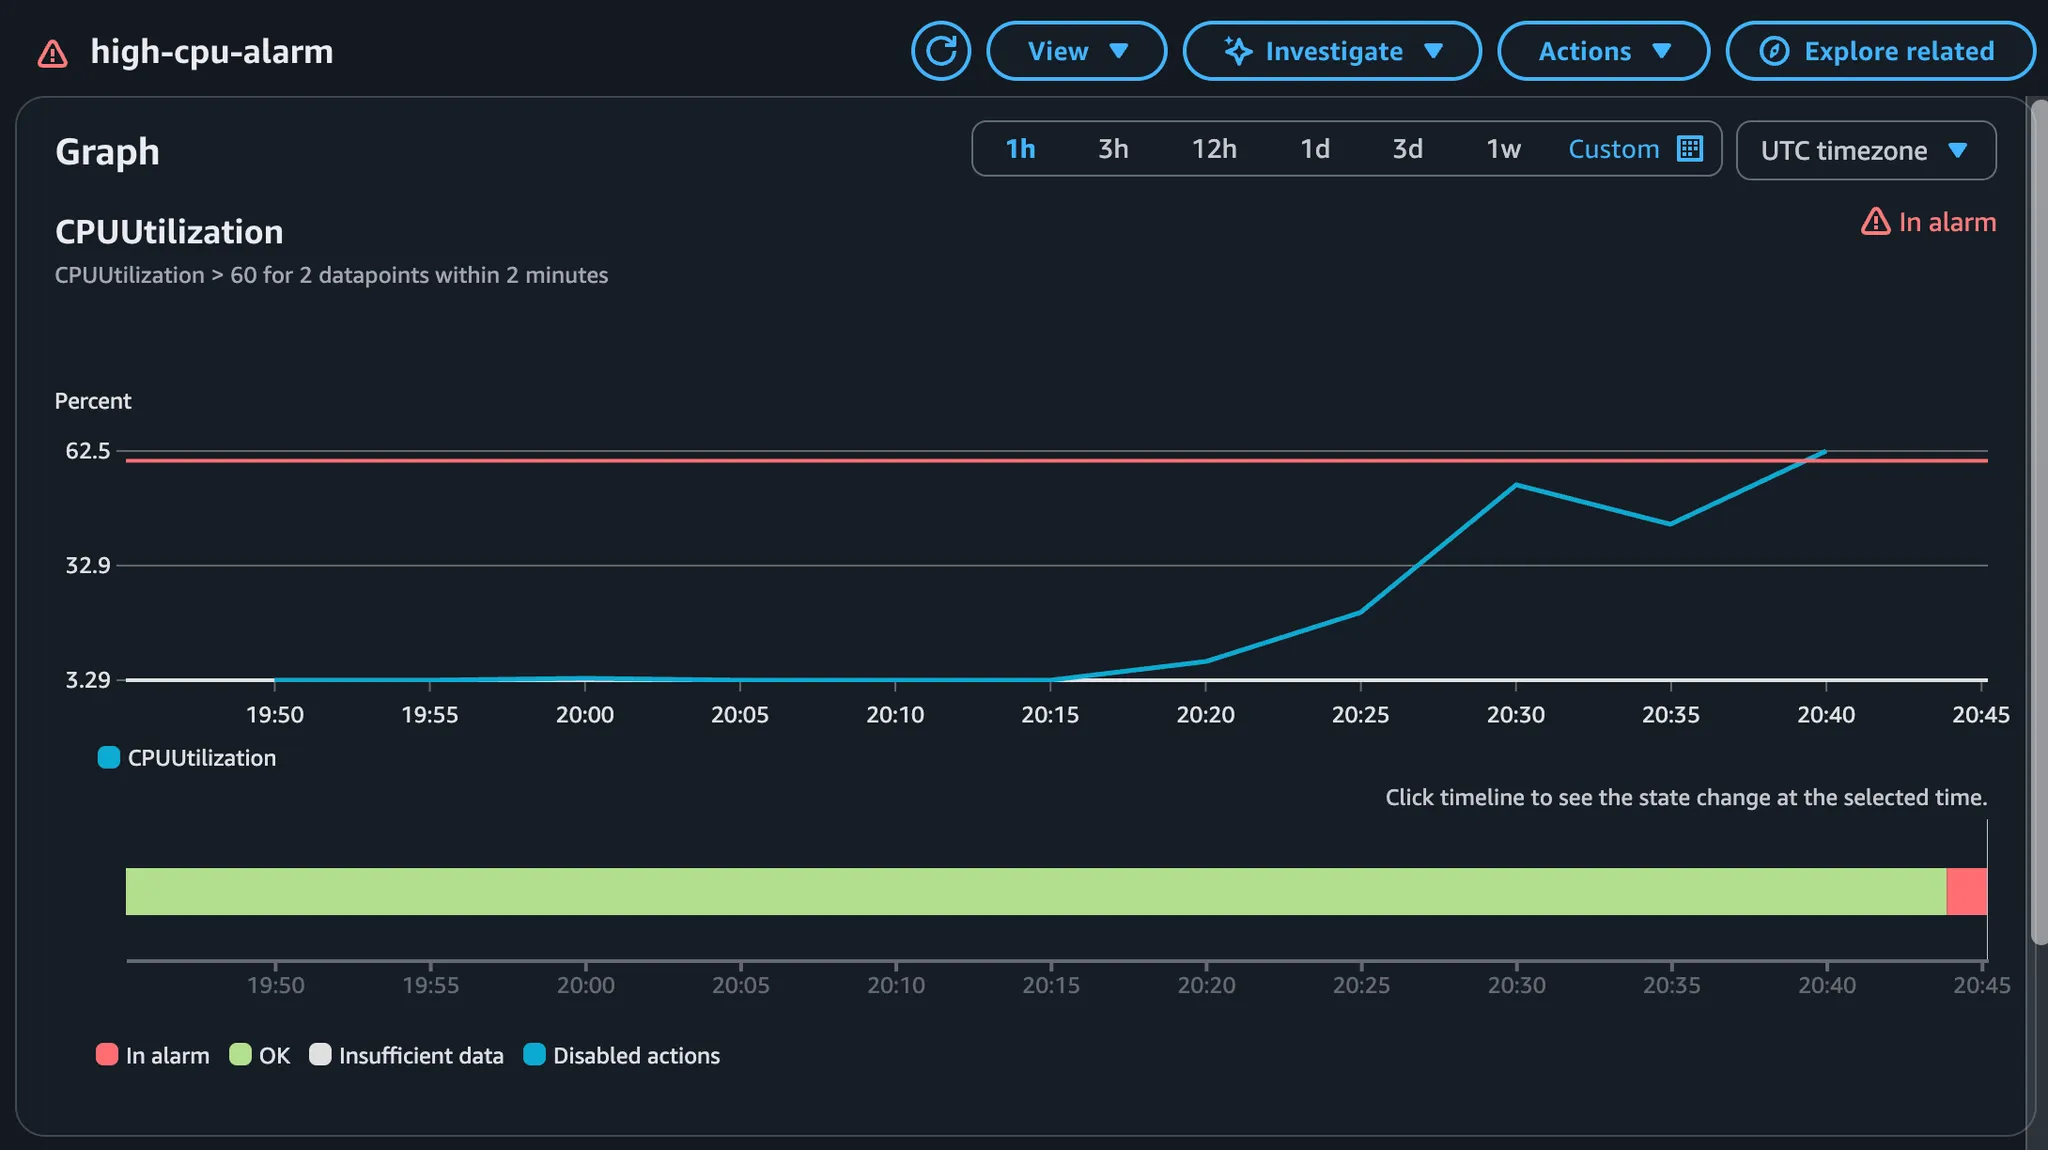 high-cpu-alarm
View
Investigate
Actions
Explore related
Graph
1h 3h 12h 1d 3d 1w Custom
UTC timezone
CPUUtilization
In alarm
CPUUtilization > 60 for 2 datapoints within 2 minutes
Percent
62.5
32.9
3.29
19:50 19:55 20:00 20:05 20:10 20:15 20:20 20:25 20:30 20:35 20:40 20:45
CPUUtilization
Click timeline to see the state change at the selected time.
19:50 19:55 20:00 20:05 20:10 20:15 20:20 20:25 20:30 20:35 20:40 20:45
In alarm OK Insufficient data Disabled actions